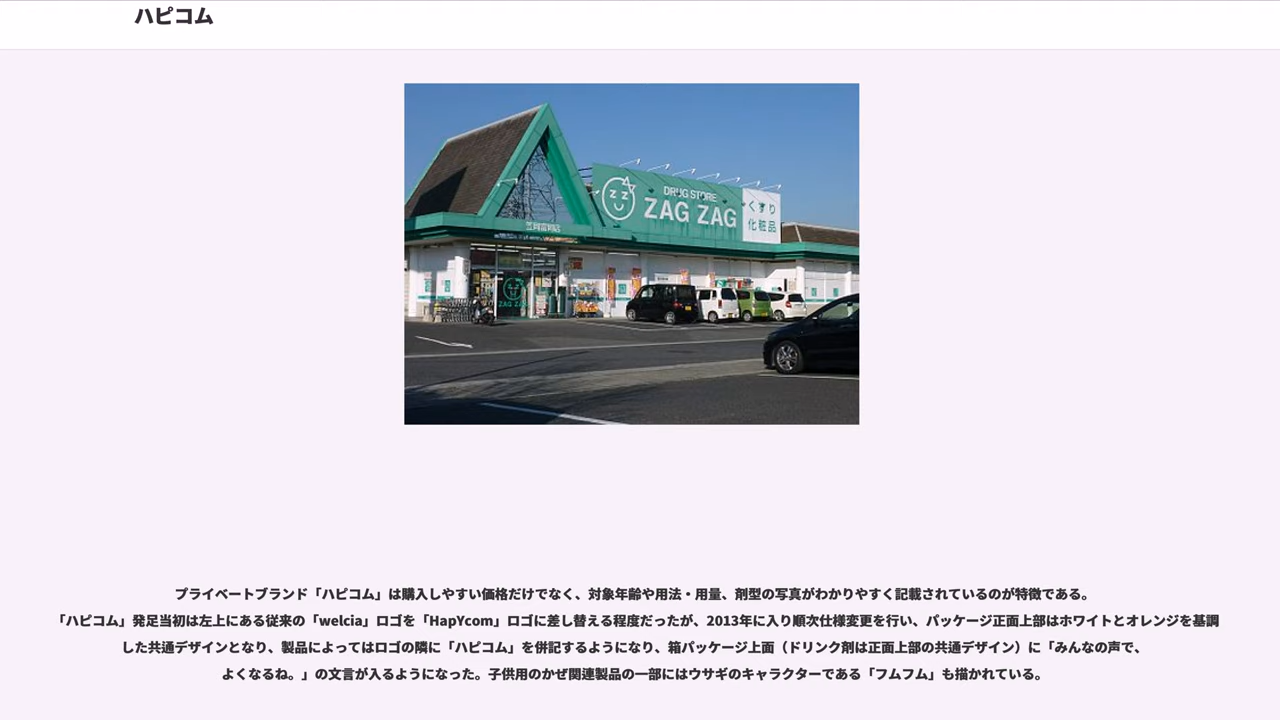 ハピコム
DRUG STORE
ZAG ZAG
くすり
化粧品
笠岡富岡店
ZAG ZAG
プライベートブランド「ハピコム」は購入しやすい価格だけでなく、対象年齢や用法・用量、剤型の写真がわかりやすく記載されているのが特徴である。
「ハピコム」発足当初は左上にある従来の「welcia」ロゴを「HapYcom」ロゴに差し替える程度だったが、2013年に入り順次仕様変更を行い、パッケージ正面上部はホワイトとオレンジを基調
した共通デザインとなり、製品によってはロゴの隣に「ハピコム」を併記するようになり、箱パッケージ上面（ドリンク剤は正面上部の共通デザイン）に「みんなの声で、
よくなるね。」の文言が入るようになった。子供用のかぜ関連製品の一部にはウサギのキャラクターである「フムフム」も描かれている。